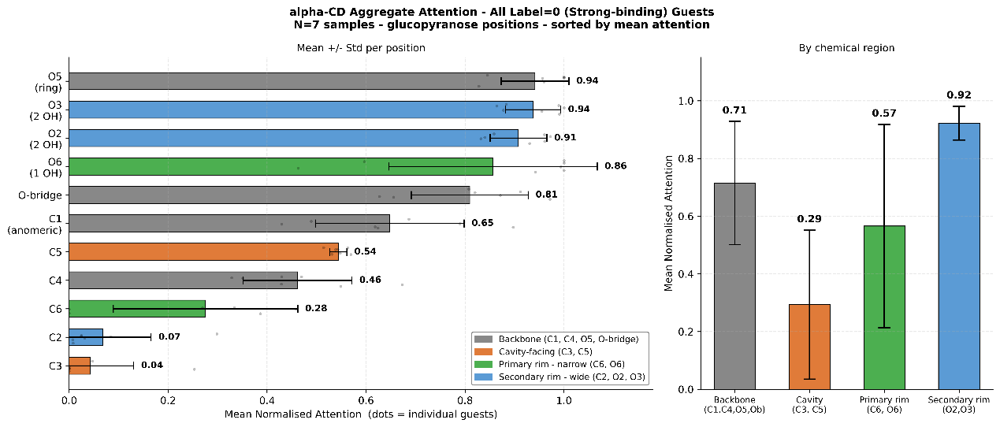 alpha-CD Aggregate Attention - All Label=0 (Strong-binding) Guests
N=7 samples - glucopyranose positions - sorted by mean attention
Mean +/- Std per position
O5
(ring)
0.94
O3
(2 OH)
0.94
O2
(2 OH)
0.91
O6
(1 OH)
0.86
O-bridge
0.81
C1
(anomeric)
0.65
C5
0.54
C4
0.46
C6
0.28
C2
0.07
C3
0.04
Backbone (C1, C4, O5, O-bridge)
Cavity-facing (C3, C5)
Primary rim - narrow (C6, O6)
Secondary rim - wide (C2, O2, O3)
0.0 0.2 0.4 0.6 0.8 1.0
Mean Normalised Attention (dots = individual guests)
By chemical region
Mean Normalised Attention
1.0
0.8
0.6
0.4
0.2
0.0
0.71
0.29
0.57
0.92
Backbone
(C1,C4,O5,Ob)
Cavity
(C3, C5)
Primary rim
(C6, O6)
Secondary rim
(O2,O3)